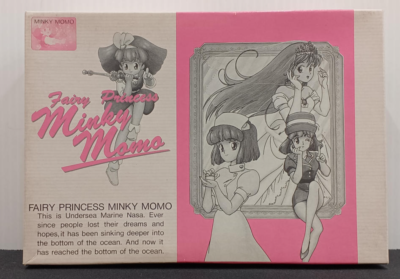 MINKY MOMO
Fairy Princess
Minky
Momo
FAIRY PRINCESS MINKY MOMO
This is Undersea Marine Nasa. Ever
since people lost their dreams and
hopes,it has been sinking deeper into
the bottom of the ocean. And now it
has reached the bottom of the ocean.